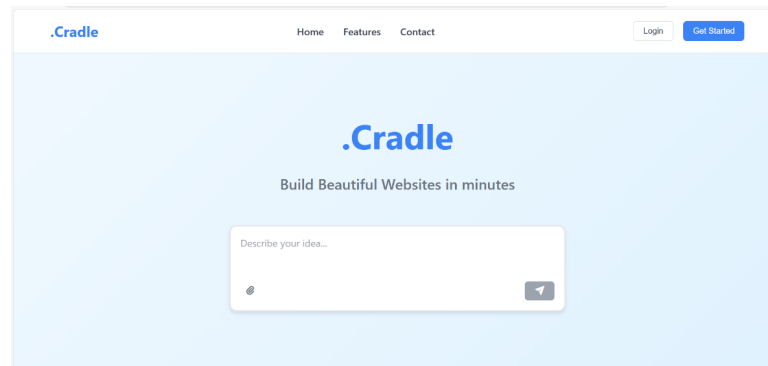 .Cradle Home Features Contact Login Get Started
.Cradle
Build Beautiful Websites in minutes
Describe your idea...